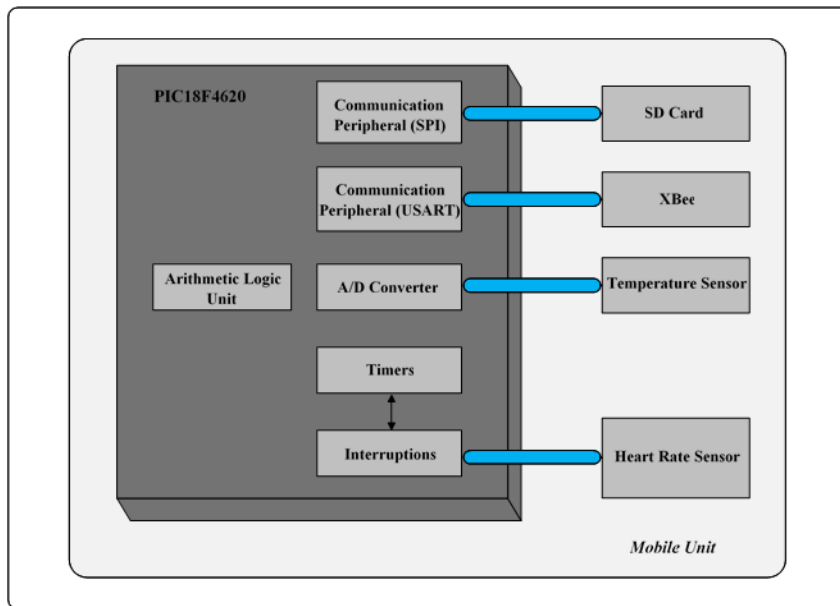 PIC18F4620
Communication
Peripheral (SPI)
SD Card
Communication
Peripheral (USART)
XBee
Arithmetic Logic
Unit
A/D Converter
Temperature Sensor
Timers
Interruptions
Heart Rate Sensor
Mobile Unit